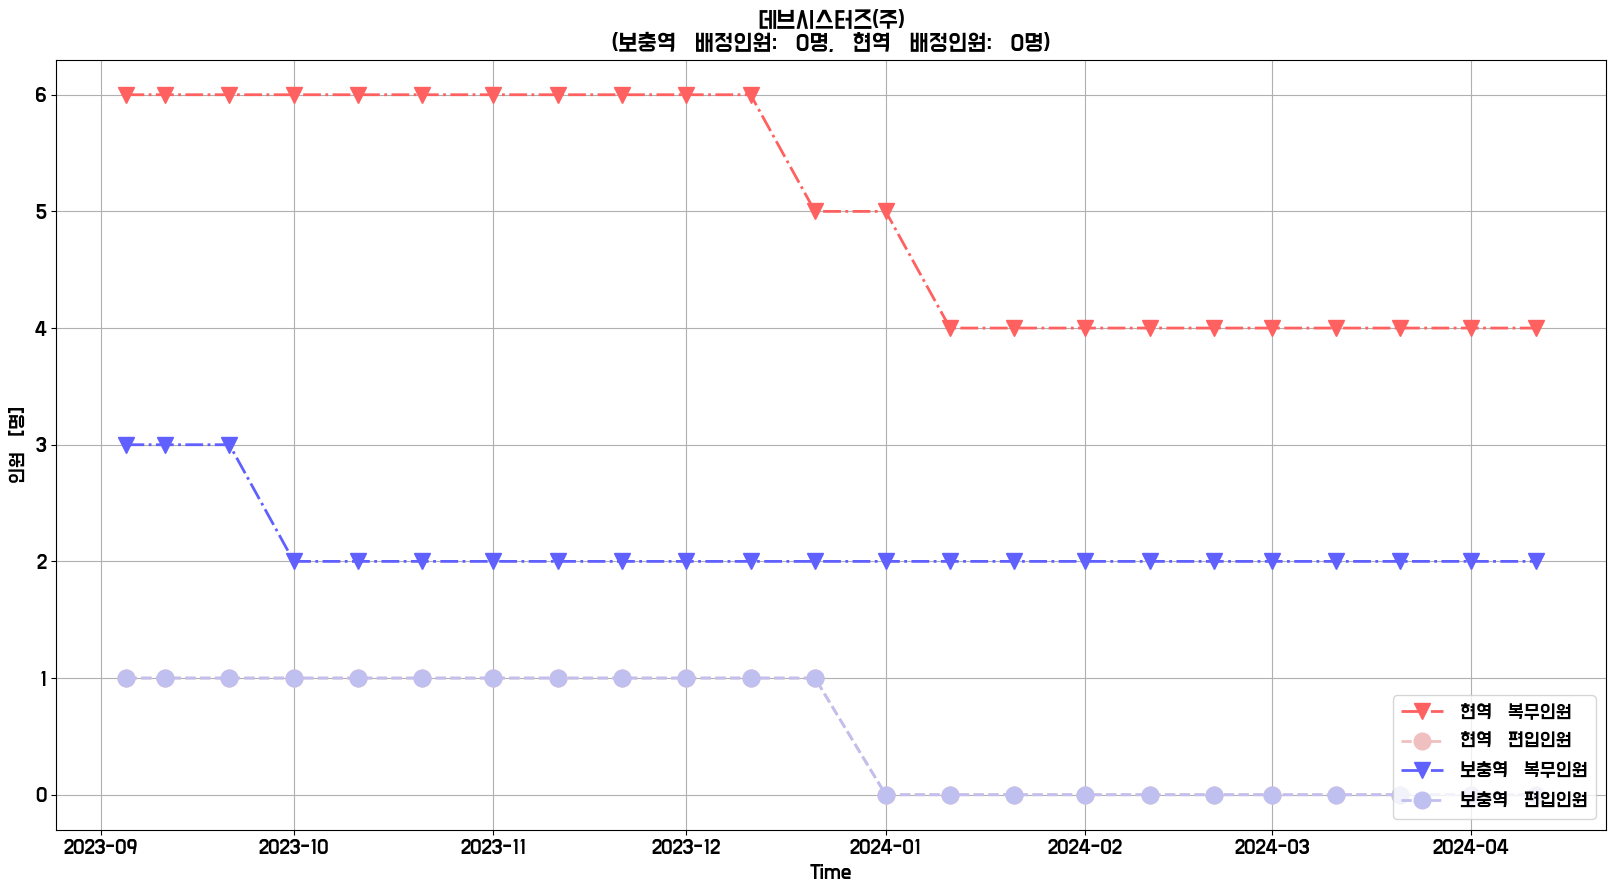 데브시스터즈(주)
(보충역 배정인원: 0명, 현역 배정인원: 0명)
6
5
4
3
2
1
0
인원 [명]
현역 복무인원
현역 편입인원
보충역 복무인원
보충역 편입인원
2023-09 2023-10 2023-11 2023-12 2024-01 2024-02 2024-03 2024-04
Time